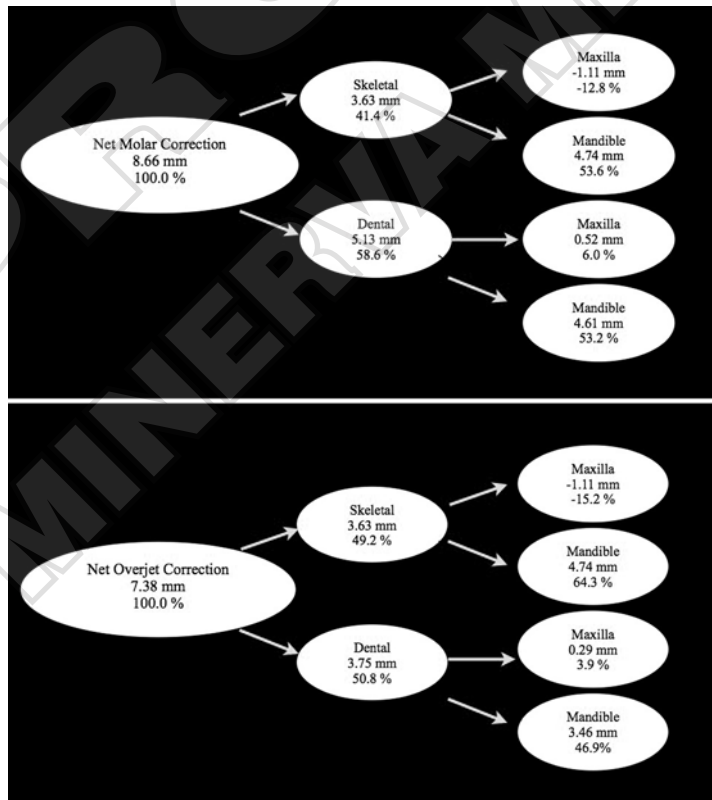 Net Molar Correction
8.66 mm
100.0 %
Skeletal
3.63 mm
41.4 %
Maxilla
-1.11 mm
-12.8 %
Mandible
4.74 mm
53.6 %
Dental
5.13 mm
58.6 %
Maxilla
0.52 mm
6.0 %
Mandible
4.61 mm
53.2 %
Net Overjet Correction
7.38 mm
100.0 %
Skeletal
3.63 mm
49.2 %
Maxilla
-1.11 mm
-15.2 %
Mandible
4.74 mm
64.3 %
Dental
3.75 mm
50.8 %
Maxilla
0.29 mm
3.9 %
Mandible
3.46 mm
46.9%
MINERVA M